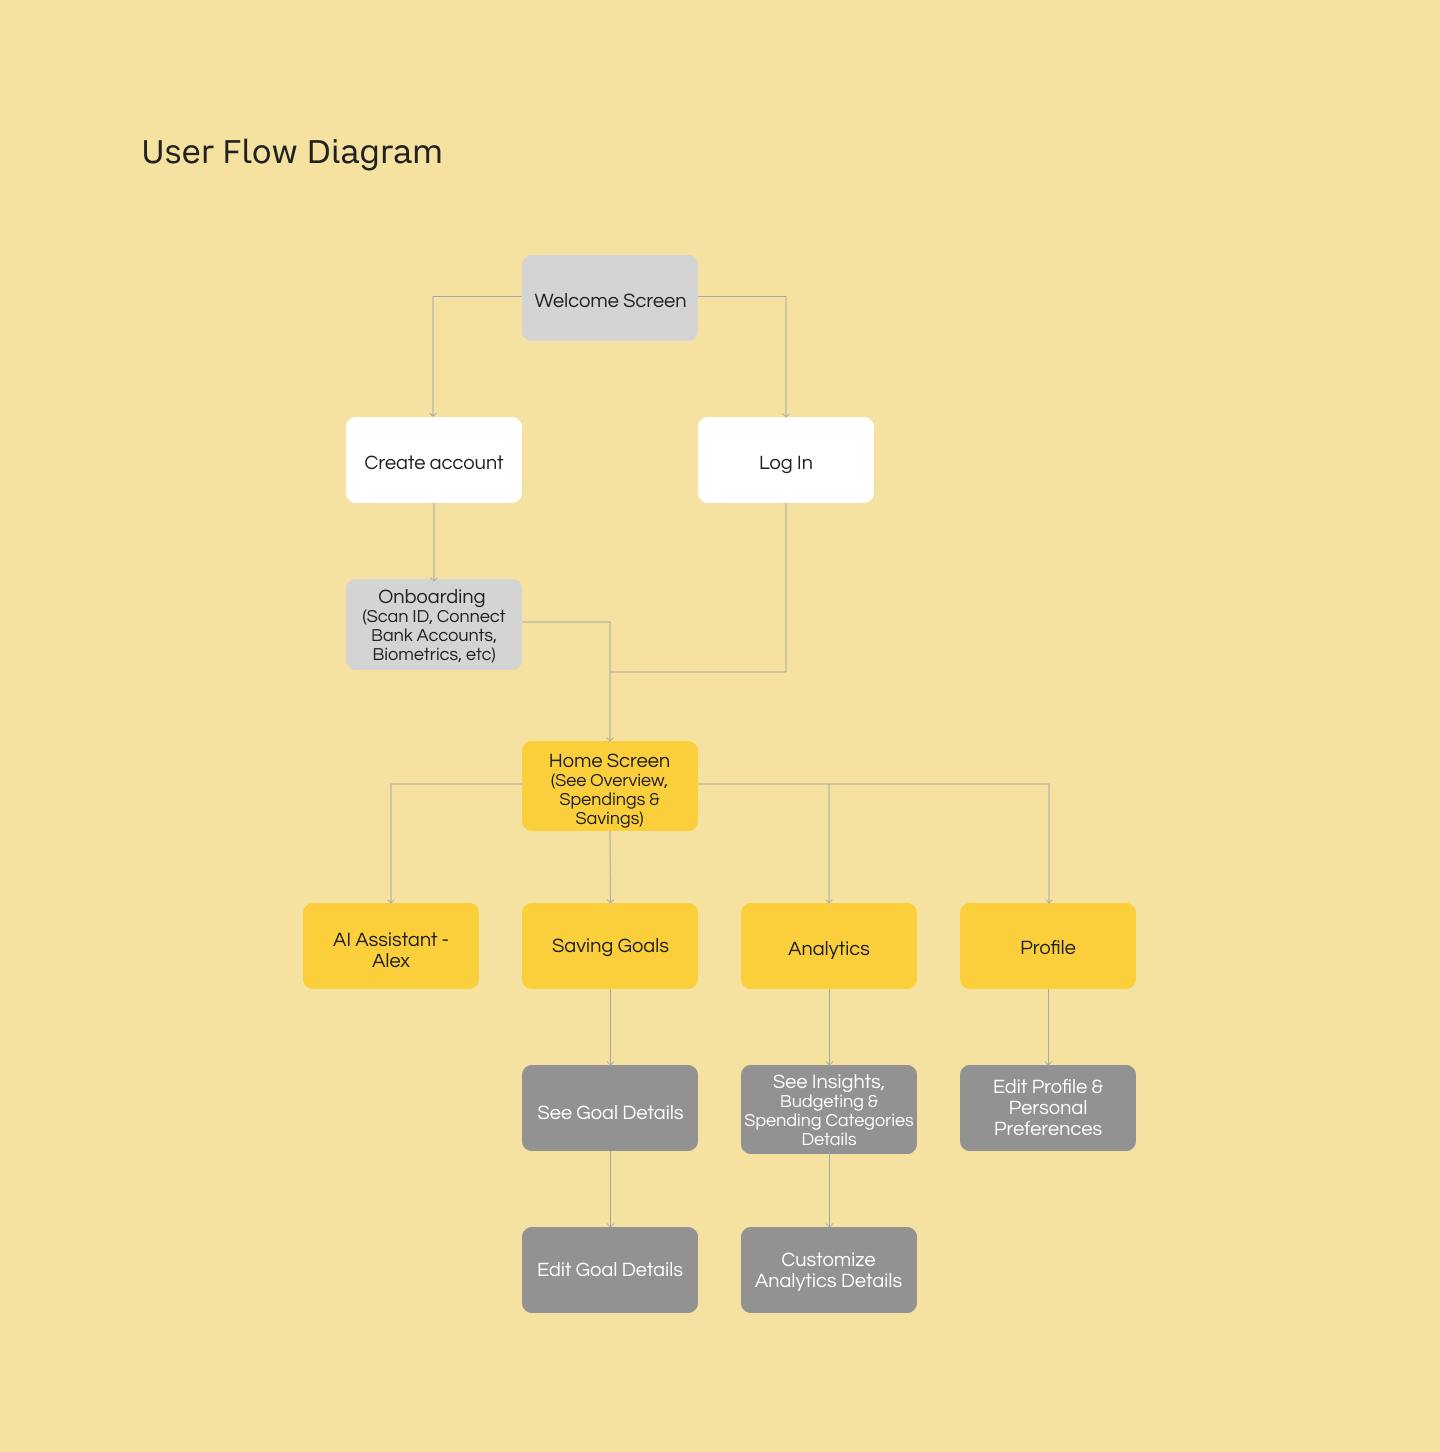 User Flow Diagram
Welcome Screen
Create account
Log In
Onboarding
(Scan ID, Connect
Bank Accounts,
Biometrics, etc)
Home Screen
(See Overview,
Spendings &
Savings)
AI Assistant -
Alex
Saving Goals
Analytics
Profile
See Goal Details
See Insights,
Budgeting &
Spending Categories
Details
Edit Profile &
Personal
Preferences
Edit Goal Details
Customize
Analytics Details